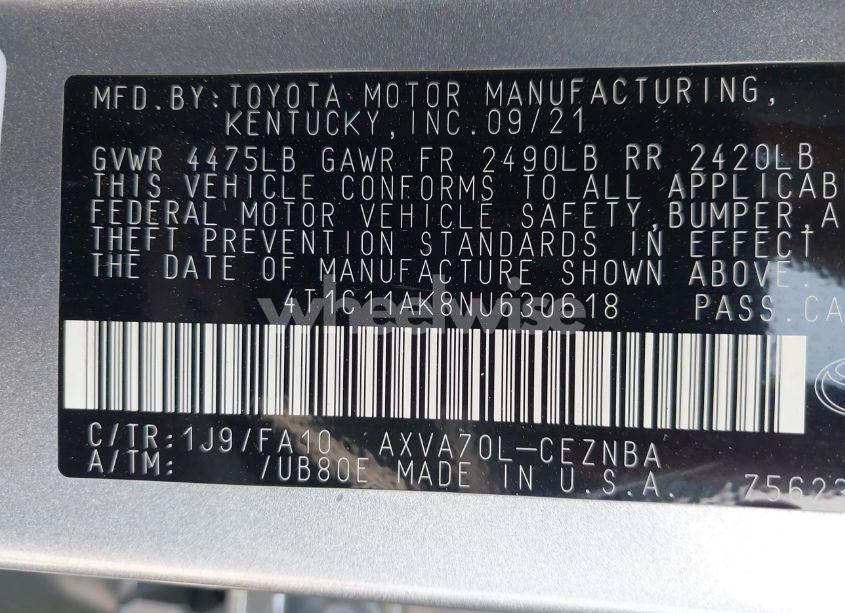 MFD.BY:TOYOTA MOTOR MANUFACTURING,
KENTUCKY,INC.09/21
GVWR 4475LB GAWR FR 2490LB RR 2420LB
THIS VEHICLE CONFORMS TO ALL APPLICAB
FEDERAL MOTOR VEHICLE SAFETY,BUMPER,A
THEFT PREVENTION STANDARDS IN EFFECT
THE DATE OF MANUFACTURE SHOWN ABOVE.
4T1C11AK8NU630618 PASS.CA
wheelwise
C/TR:1J9/FA10 AXVA70L-CEZNBA
A/TM: /UB80E MADE IN U.S.A. 75623